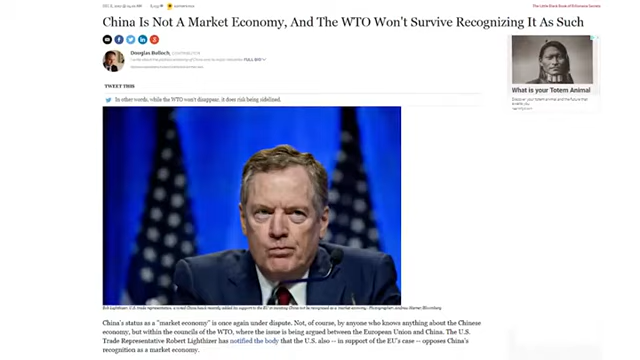 China Is Not A Market Economy, And The WTO Won't Survive Recognizing It As Such
Douglas Bulloch,
FULL BIO
TWEET THIS
In other words, while the WTO won't disappear, it does risk being sidelined.
What is your Totem Animal
China's status as a "market economy" is once again under dispute. Not, of course, by anyone who knows anything about the Chinese
economy, but within the councils of the WTO, where the issue is being argued between the European Union and China. The U.S.
Trade Representative Robert Lighthizer has notified the body that the U.S. also -- in support of the EU's case -- opposes China's
recognition as a market economy.